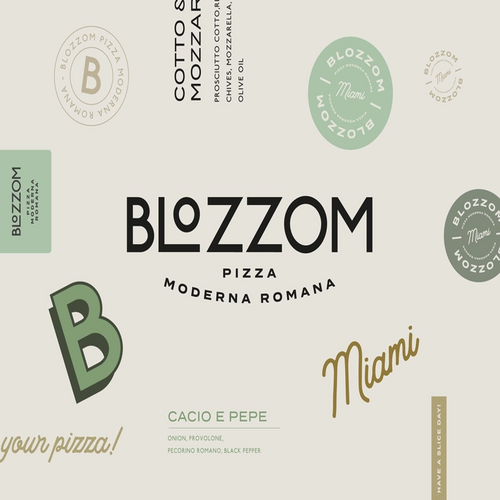 BLOZZOM PIZZA MODERNA ROMANA -
B
COTTO &
MOZZAR
PROSCIUTTO COTTO,
CHIVES, MOZZARELLA,
OLIVE OIL
BLOZZOM
Miami
BLOZZOM
BLOZZOM
Miami
BLOZZOM
BLOZZOM
PIZZA
MODERNA
ROMANA
BLOZZOM
PIZZA
MODERNA ROMANA
BLOZZOM
Miami
BLOZZOM
B
Miami
your pizza!
CACIO E PEPE
ONION, PROVOLONE,
PECORINO ROMANO, BLACK PEPPER.
HAVE A SLICE DAY!